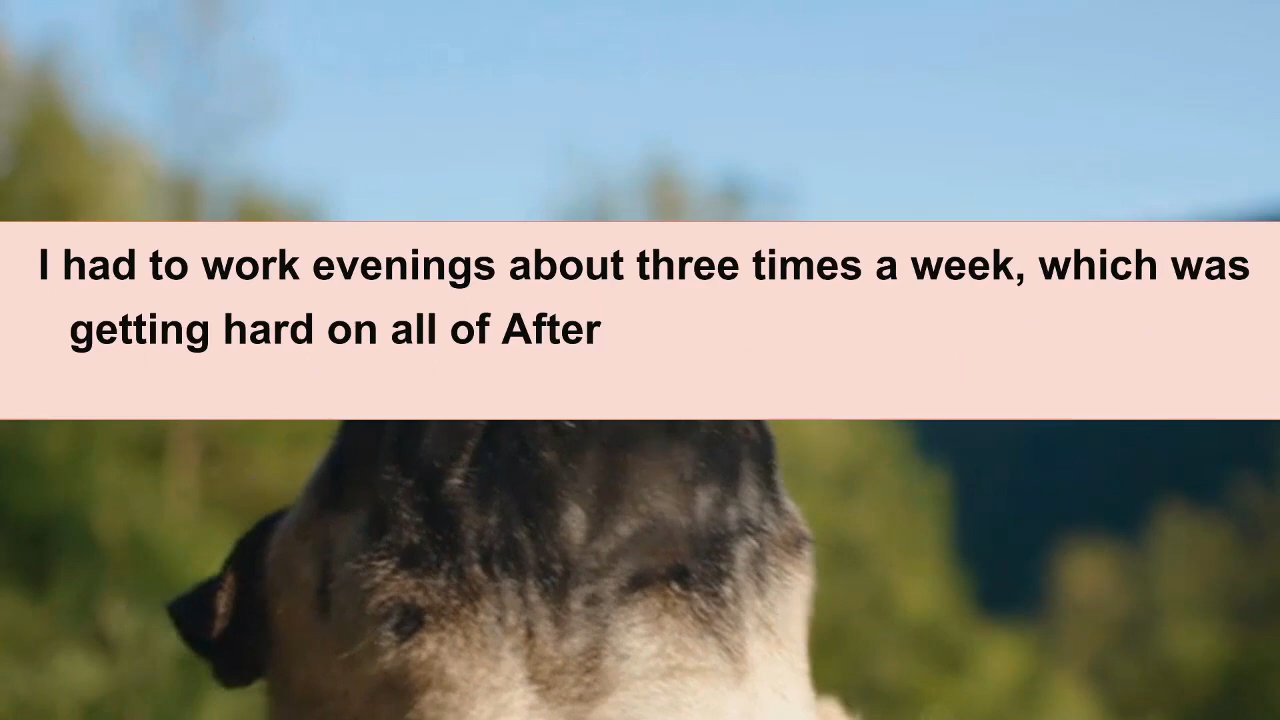 I had to work evenings about three times a week, which was
getting hard on all of After